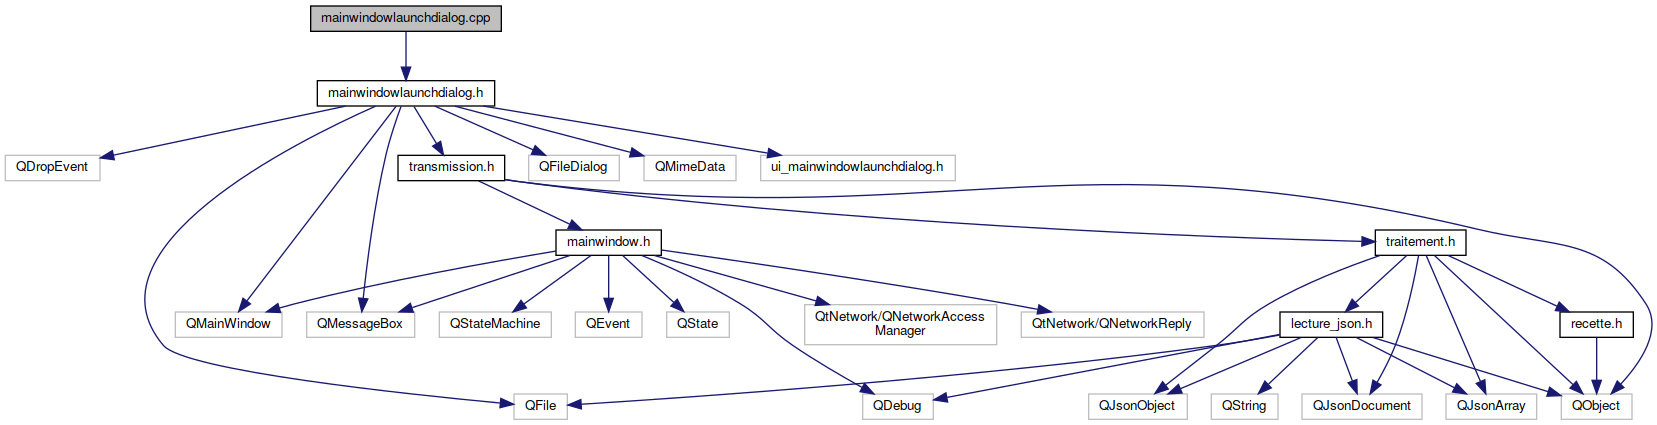 mainwindowlaunchdialog.cpp
mainwindowlaunchdialog.h
QDropEvent
transmission.h
QFileDialog
QMimeData
ui_mainwindowlaunchdialog.h
mainwindow.h
traitement.h
QMainWindow
QMessageBox
QStateMachine
QEvent
QState
QtNetwork/QNetworkAccess
Manager
QtNetwork/QNetworkReply
lecture_json.h
recette.h
QFile
QDebug
QJsonObject
QString
QJsonDocument
QJsonArray
QObject